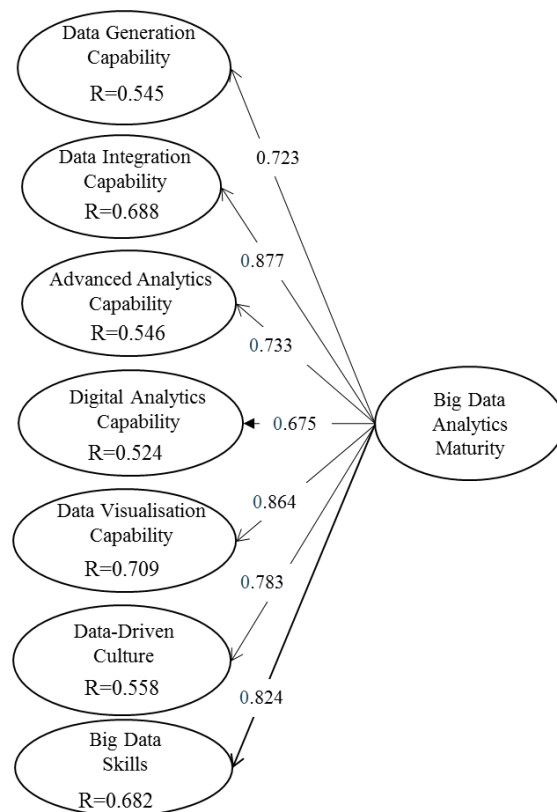 Data Generation
Capability
R=0.545
0.723
Data Integration
Capability
R=0.688
0.877
Advanced Analytics
Capability
R=0.546
0.733
Digital Analytics
Capability
R=0.524
0.675
Big Data
Analytics
Maturity
Data Visualisation
Capability
R=0.709
0.864
0.783
Data-Driven
Culture
R=0.558
0.824
Big Data
Skills
R=0.682